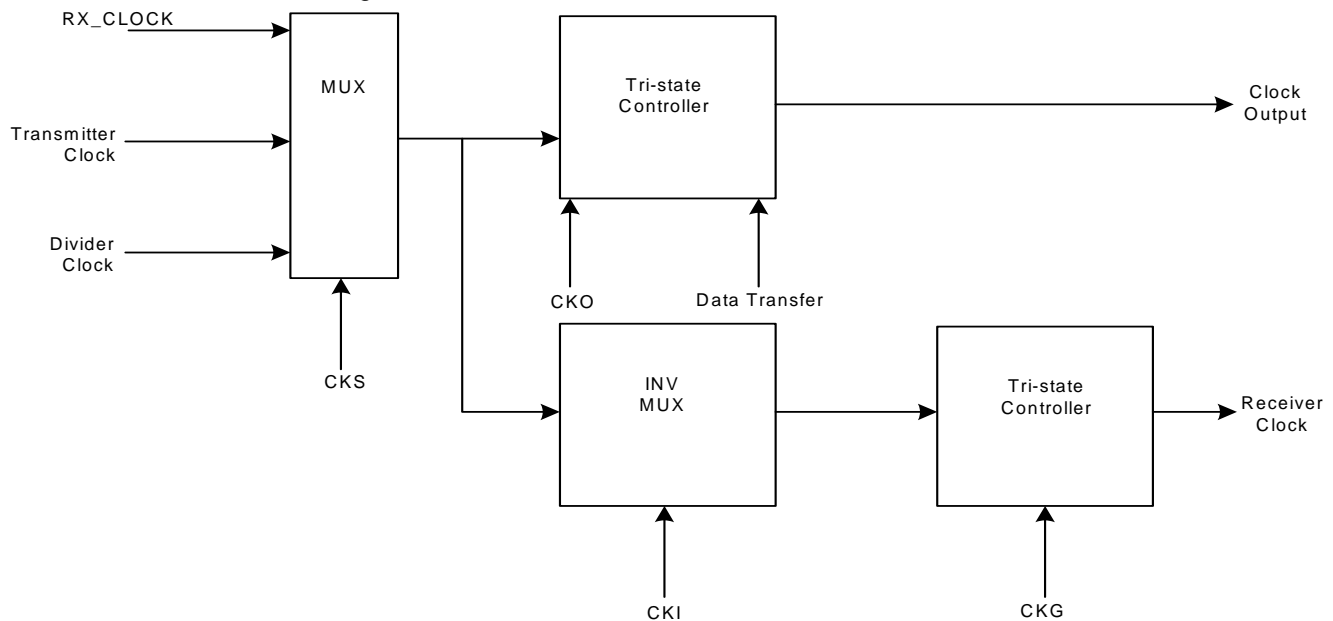 RX_CLOCK
MUX
Tri-state
Controller
Clock
Output
Transmitter
Clock
Divider
Clock
CKO
Data Transfer
CKS
INV
MUX
Tri-state
Controller
Receiver
Clock
CKI
CKG